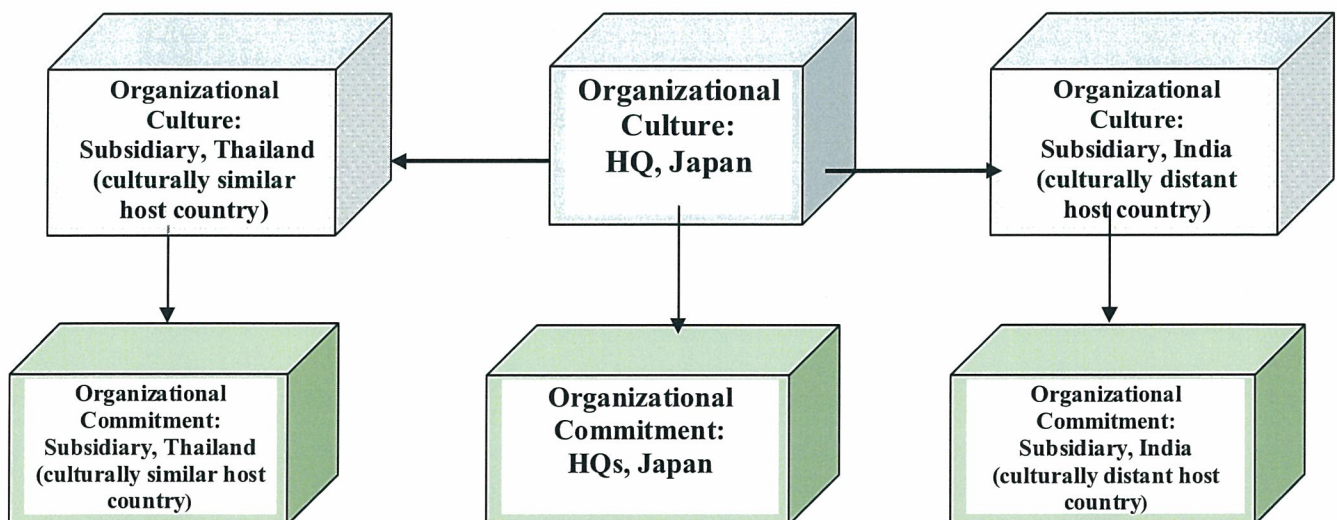 Organizational
Culture:
Subsidiary, Thailand
(culturally similar
host country)
Organizational
Culture:
HQ, Japan
Organizational
Culture:
Subsidiary, India
(culturally distant
host country)
Organizational
Commitment:
Subsidiary, Thailand
(culturally similar host
country)
Organizational
Commitment:
HQs, Japan
Organizational
Commitment:
Subsidiary, India
(culturally distant host
country)